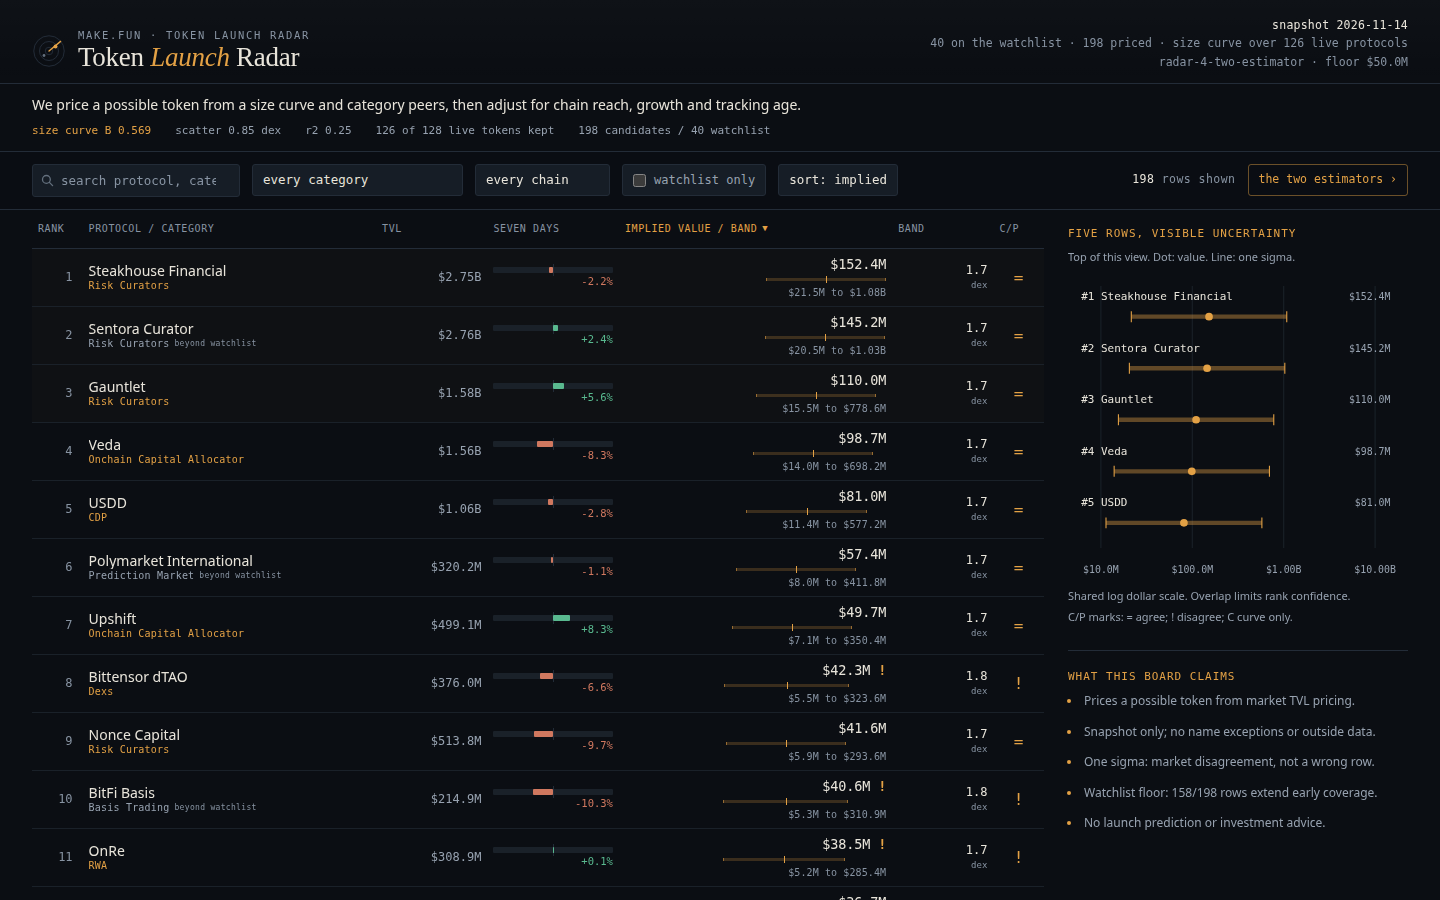 MAKE.FUN · TOKEN LAUNCH RADAR
Token Launch Radar
snapshot 2026-11-14
40 on the watchlist · 198 priced · size curve over 126 live protocols
radar-4-two-estimator · floor $50.0M
We price a possible token from a size curve and category peers, then adjust for chain reach, growth and tracking age.
size curve B 0.569 scatter 0.85 dex r2 0.25 126 of 128 live tokens kept 198 candidates / 40 watchlist
search protocol, cate every category every chain watchlist only sort: implied 198 rows shown the two estimators ›
RANK PROTOCOL / CATEGORY TVL SEVEN DAYS IMPLIED VALUE / BAND ▼ BAND C/P
1 Steakhouse Financial $2.75B $152.4M 1.7 =
Risk Curators -2.2% $21.5M to $1.08B dex
2 Sentora Curator $2.76B $145.2M 1.7 =
Risk Curators beyond watchlist +2.4% $20.5M to $1.03B dex
3 Gauntlet $1.58B $110.0M 1.7 =
Risk Curators +5.6% $15.5M to $778.6M dex
4 Veda $1.56B $98.7M 1.7 =
Onchain Capital Allocator -8.3% $14.0M to $698.2M dex
5 USDD $1.06B $81.0M 1.7 =
CDP -2.8% $11.4M to $577.2M dex
6 Polymarket International $320.2M $57.4M 1.7 =
Prediction Market beyond watchlist -1.1% $8.0M to $411.8M dex
7 Upshift $499.1M $49.7M 1.7 =
Onchain Capital Allocator +8.3% $7.1M to $350.4M dex
8 Bittensor dTAO $376.0M $42.3M ! 1.8 !
Dexs -6.6% $5.5M to $323.6M dex
9 Nonce Capital $513.8M $41.6M 1.7 =
Risk Curators -9.7% $5.9M to $293.6M dex
10 BitFi Basis $214.9M $40.6M ! 1.8 !
Basis Trading beyond watchlist -10.3% $5.3M to $310.9M dex
11 OnRe $308.9M $38.5M ! 1.7 !
RWA +0.1% $5.2M to $285.4M dex
FIVE ROWS, VISIBLE UNCERTAINTY
Top of this view. Dot: value. Line: one sigma.
#1 Steakhouse Financial $152.4M
#2 Sentora Curator $145.2M
#3 Gauntlet $110.0M
#4 Veda $98.7M
#5 USDD $81.0M
$10.0M $100.0M $1.00B $10.00B
Shared log dollar scale. Overlap limits rank confidence.
C/P marks: = agree; ! disagree; C curve only.
WHAT THIS BOARD CLAIMS
• Prices a possible token from market TVL pricing.
• Snapshot only; no name exceptions or outside data.
• One sigma: market disagreement, not a wrong row.
• Watchlist floor: 158/198 rows extend early coverage.
• No launch prediction or investment advice.